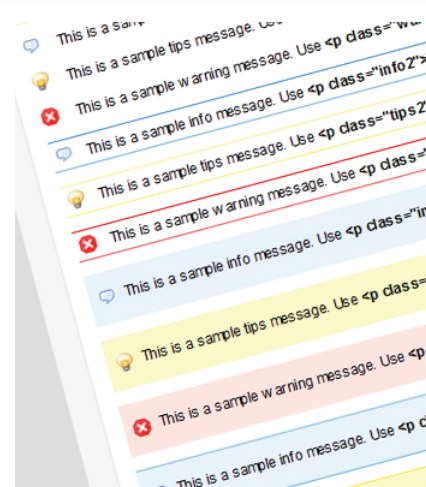 This is a sample
This is a sample tips message. Use
This is a sample warning message. Use <p class="war
This is a sample info message. Use <p class="info2">
This is a sample tips message. Use <p class="tips2
This is a sample warning message. Use <p class="
This is a sample info message. Use <p class="in
This is a sample tips message. Use <p class=
This is a sample warning message. Use <p
This is a sample info message. Use <p c